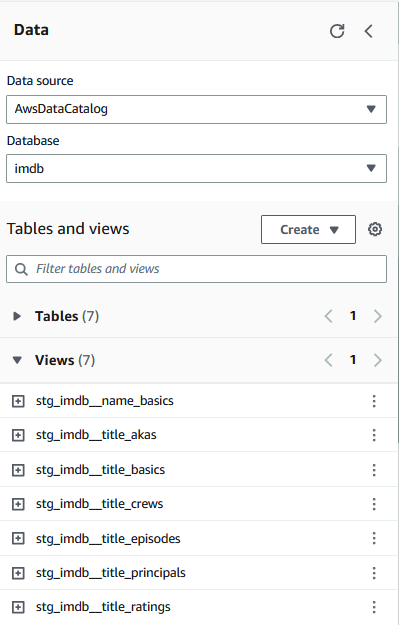 Data
Data source
AwsDataCatalog
Database
imdb
Tables and views
Create
Filter tables and views
Tables (7) 1
Views (7) 1
stg_imdb__name_basics
stg_imdb__title_akas
stg_imdb__title_basics
stg_imdb__title_crews
stg_imdb__title_episodes
stg_imdb__title_principals
stg_imdb__title_ratings